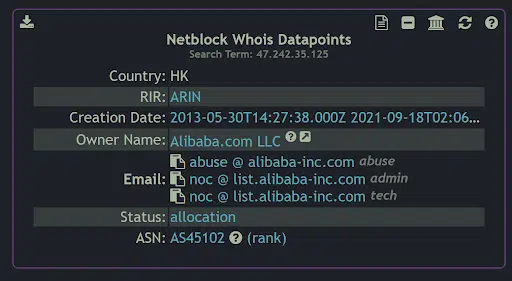 Netblock Whois Datapoints
Search Term: 47.242.35.125
Country: HK
RIR: ARIN
Creation Date: 2013-05-30T14:27:38.000Z 2021-09-18T02:06...
Owner Name: Alibaba.com LLC
Email: abuse @ alibaba-inc.com abuse
noc @ list.alibaba-inc.com admin
noc @ list.alibaba-inc.com tech
Status: allocation
ASN: AS45102 (rank)